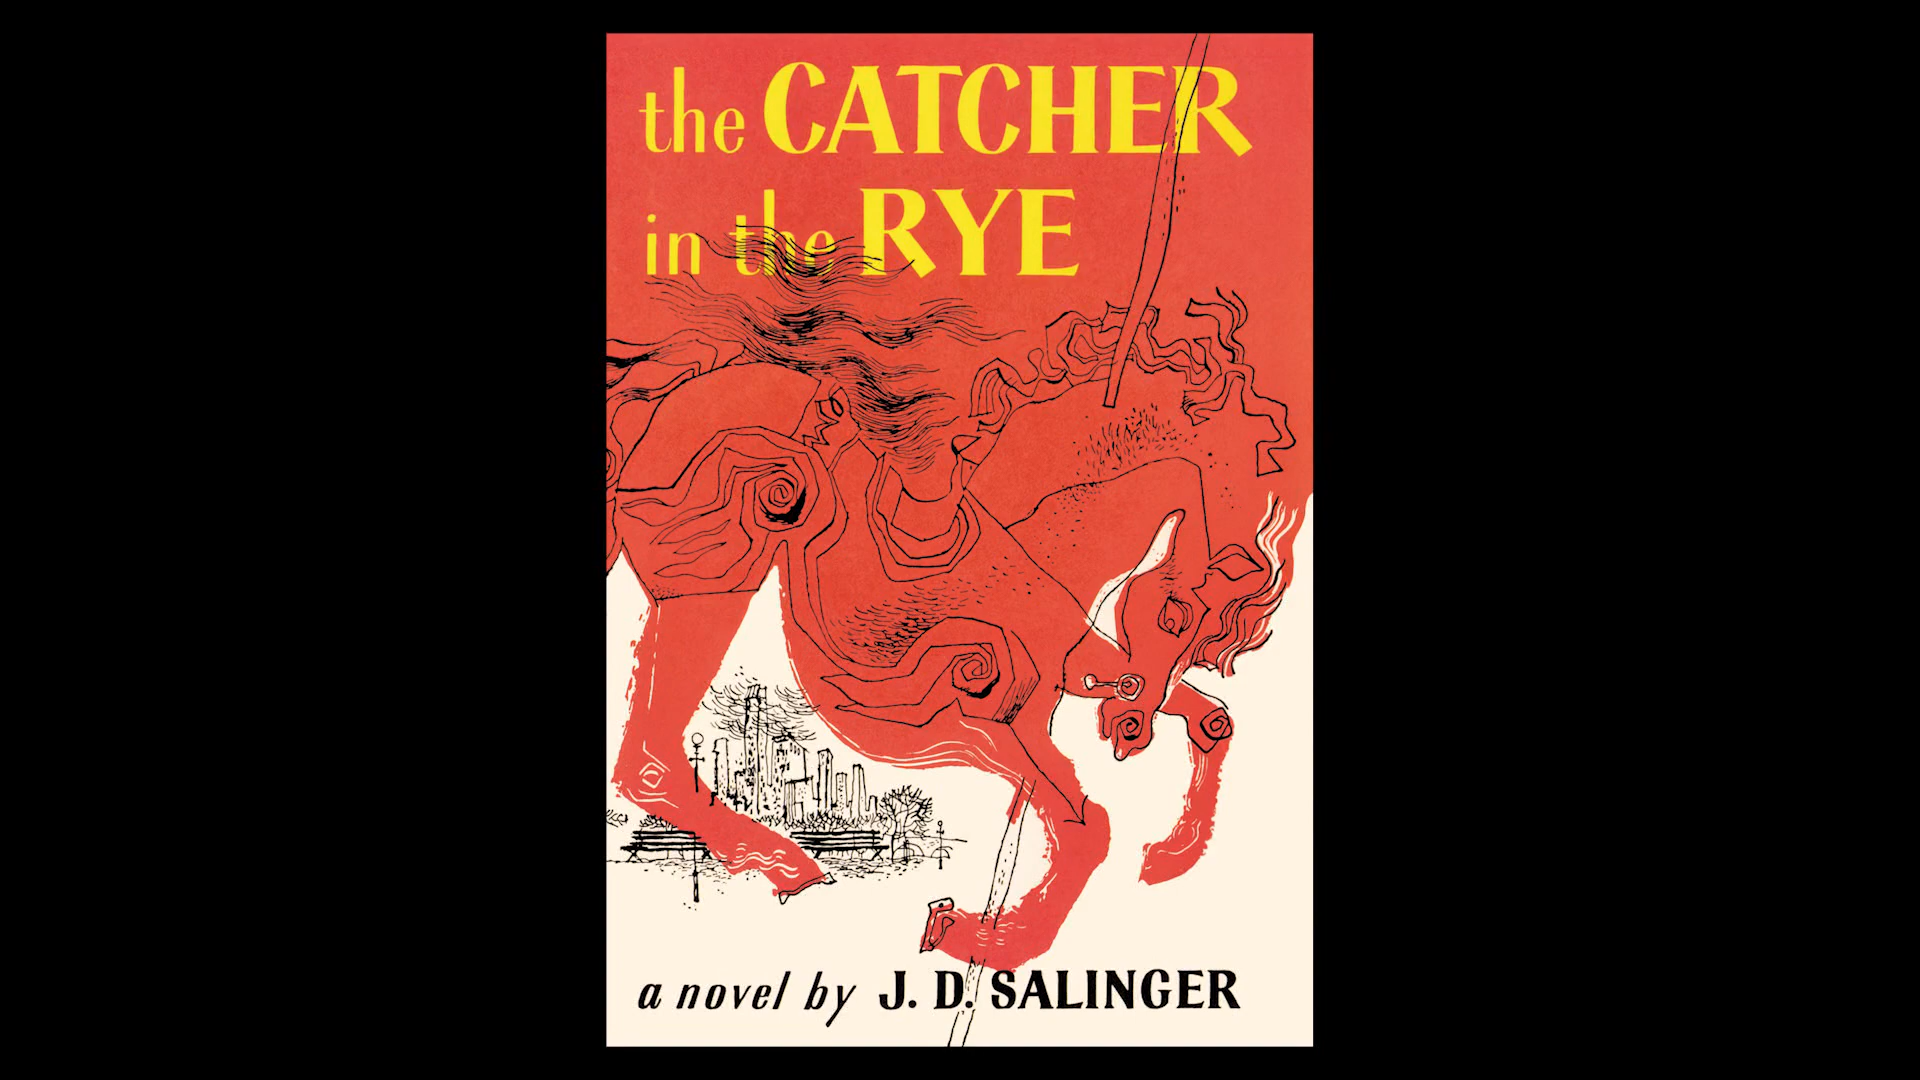 the CATCHER
in the RYE
a novel by J. D. SALINGER